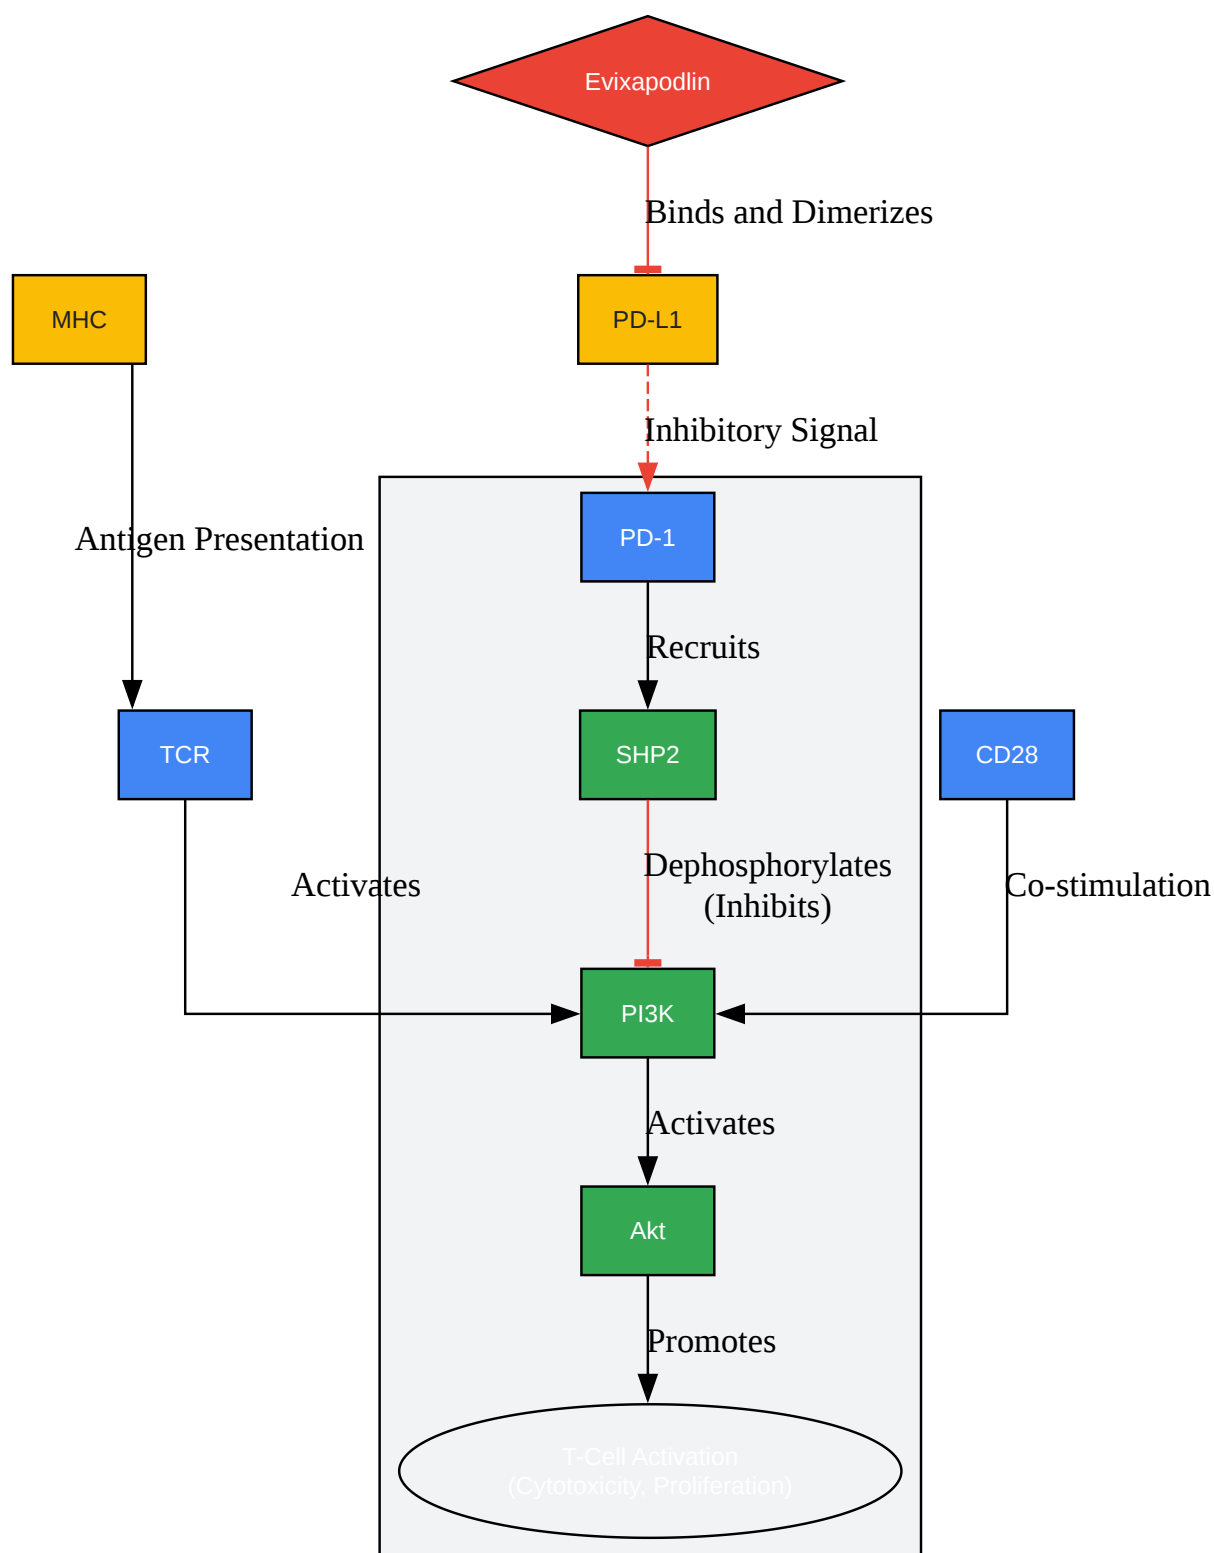 Evixapodlin
Binds and Dimerizes
MHC
PD-L1
Inhibitory Signal
PD-1
Antigen Presentation
Recruits
TCR
SHP2
CD28
Activates
Dephosphorylates
(Inhibits)
Co-stimulation
PI3K
Activates
Akt
Promotes
T-Cell Activation
(Cytotoxicity, Proliferation)